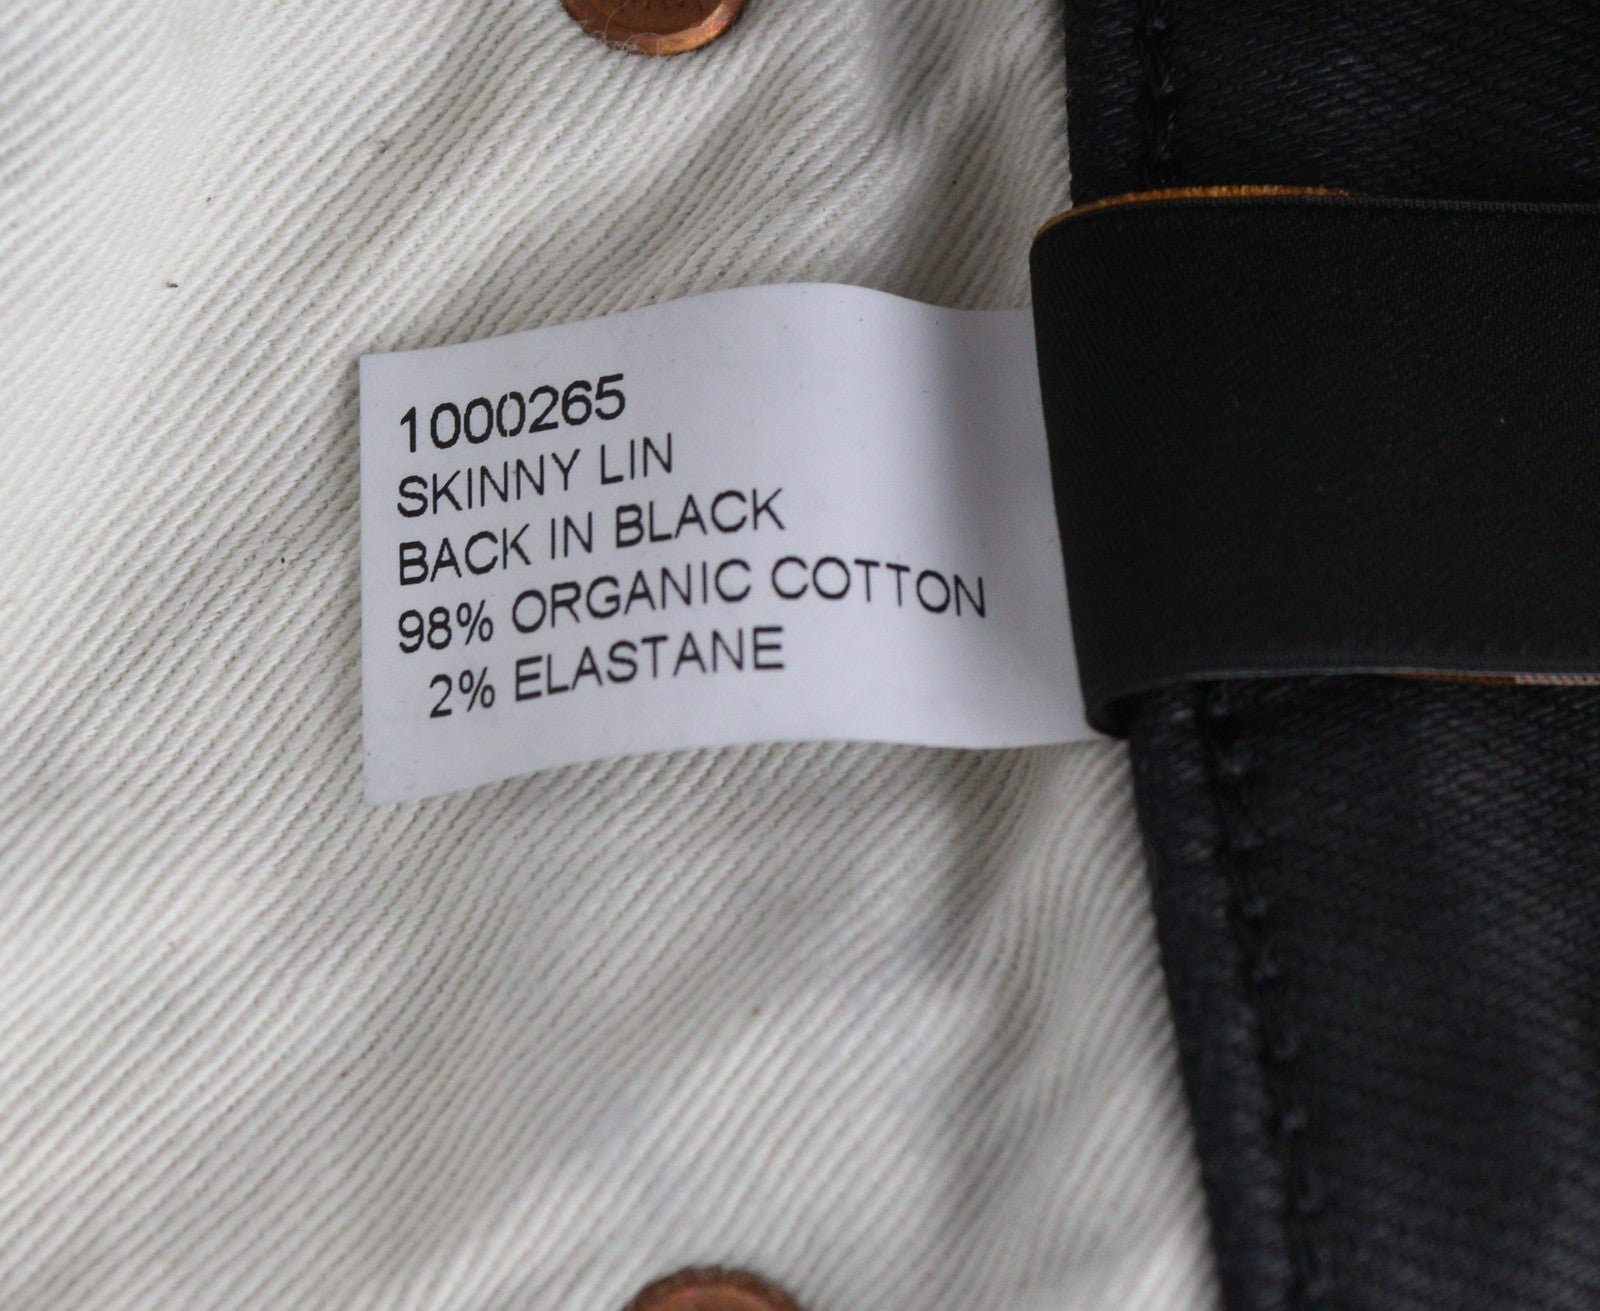 1000265
SKINNY LIN
BACK IN BLACK
98% ORGANIC COTTON
2% ELASTANE